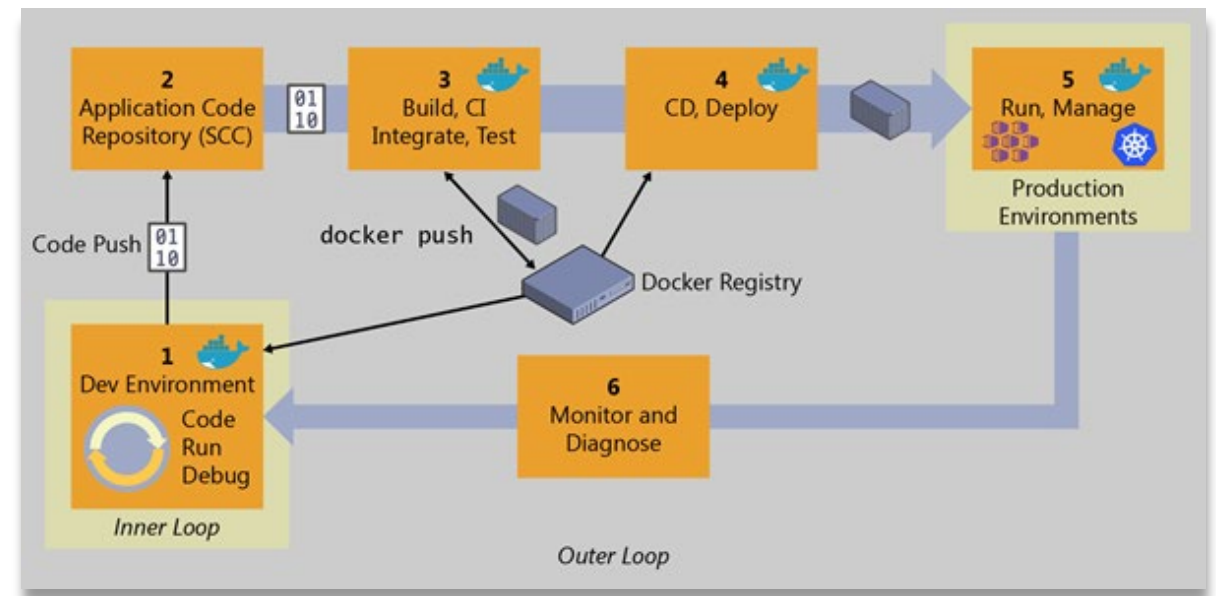 2
Application Code
Repository (SCC)
01
10
3
Build, CI
Integrate, Test
4
CD, Deploy
5
Run, Manage
Production
Environments
Code Push
01
10
docker push
Docker Registry
1
Dev Environment
Code
Run
Debug
Inner Loop
6
Monitor and
Diagnose
Outer Loop